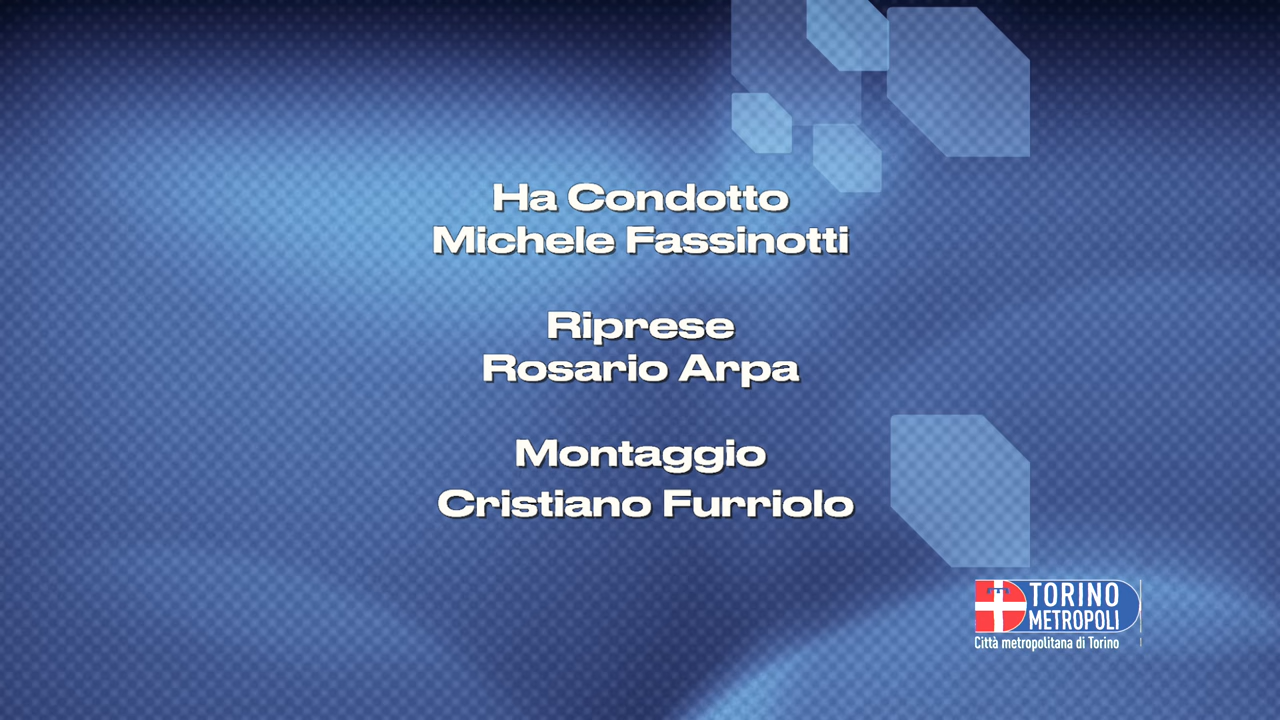 Ha Condotto
Michele Fassinotti
Riprese
Rosario Arpa
Montaggio
Cristiano Furriolo
TORINO
METROPOLI
Città metropolitana di Torino